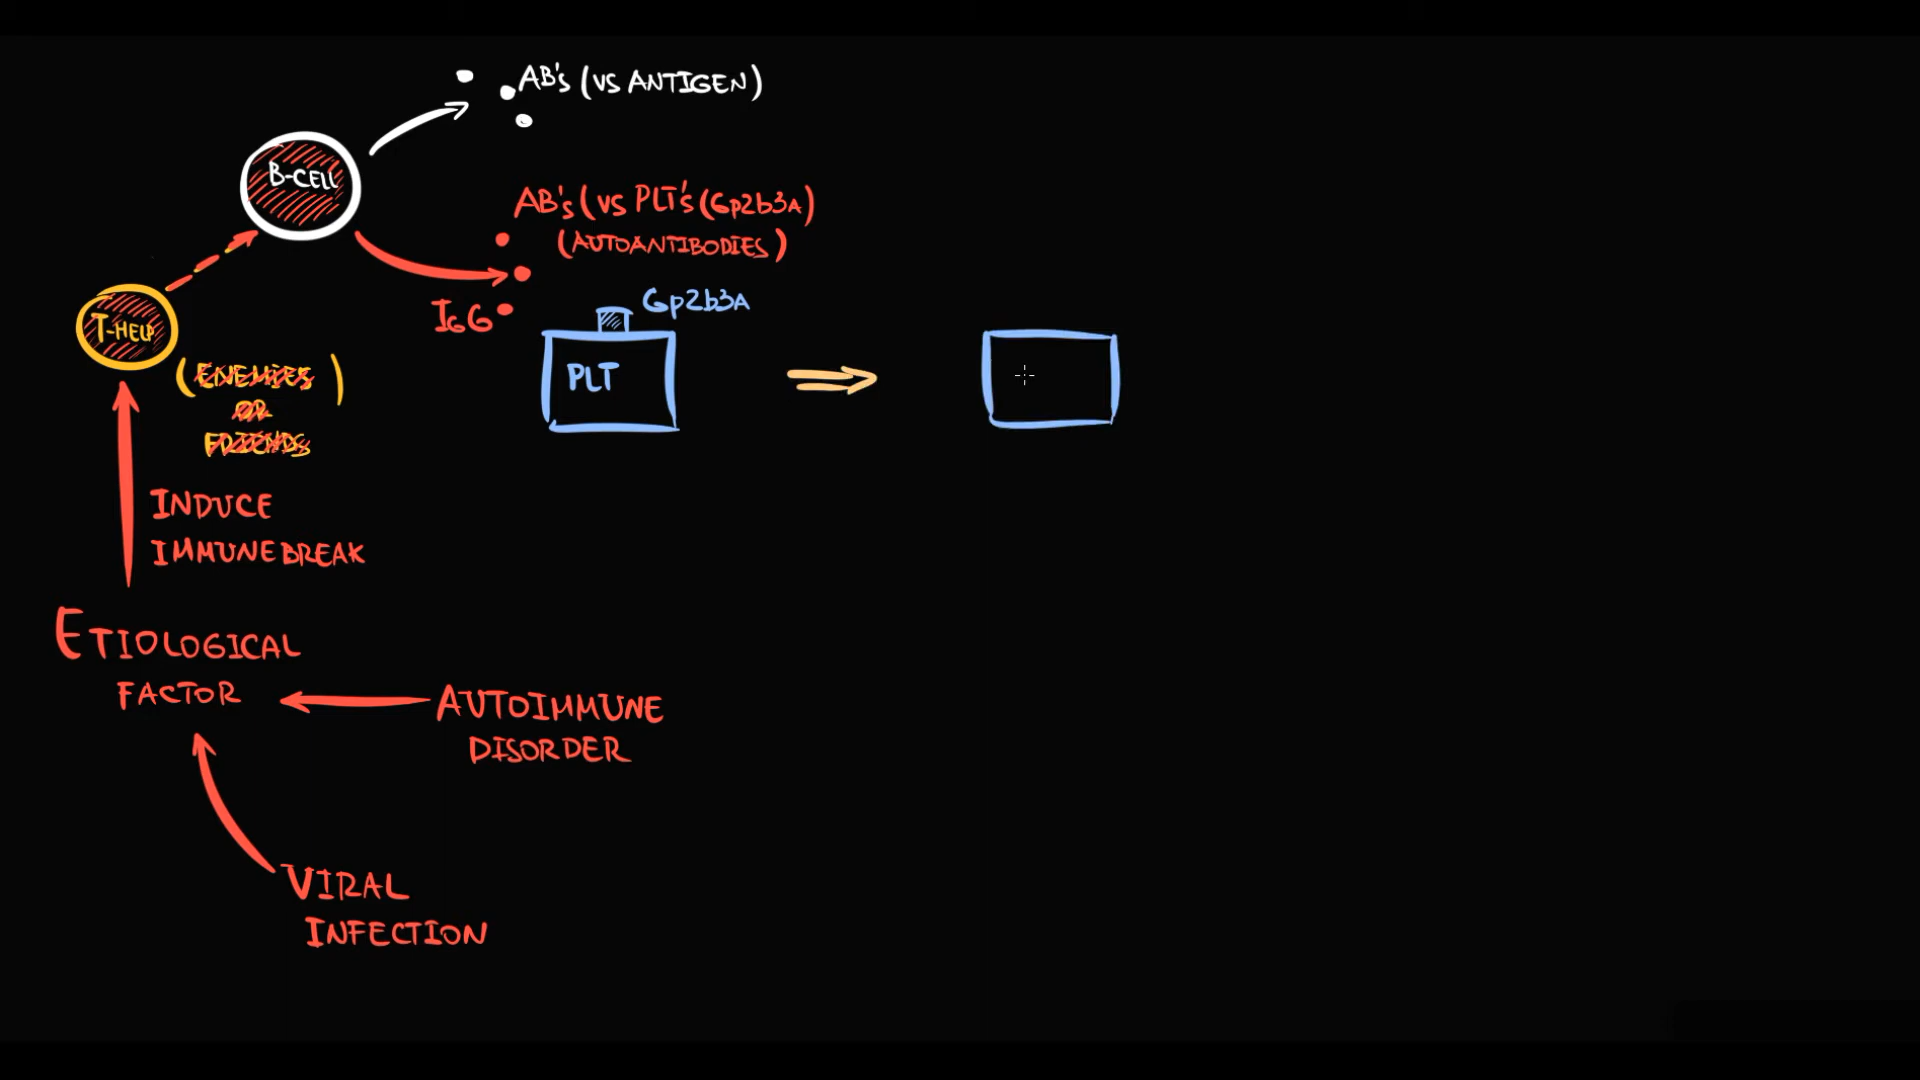 AB's (VS ANTIGEN)
B-CELL
AB's (VS PLT's (Gp2b3A)
(AUTOANTIBODIES)
IGG
Gp2b3A
T-HELP
PLT
(ENEMIES)
OR
FRIENDS
INDUCE
IMMUNE BREAK
ETIOLOGICAL
FACTOR
AUTOIMMUNE
DISORDER
VIRAL
INFECTION